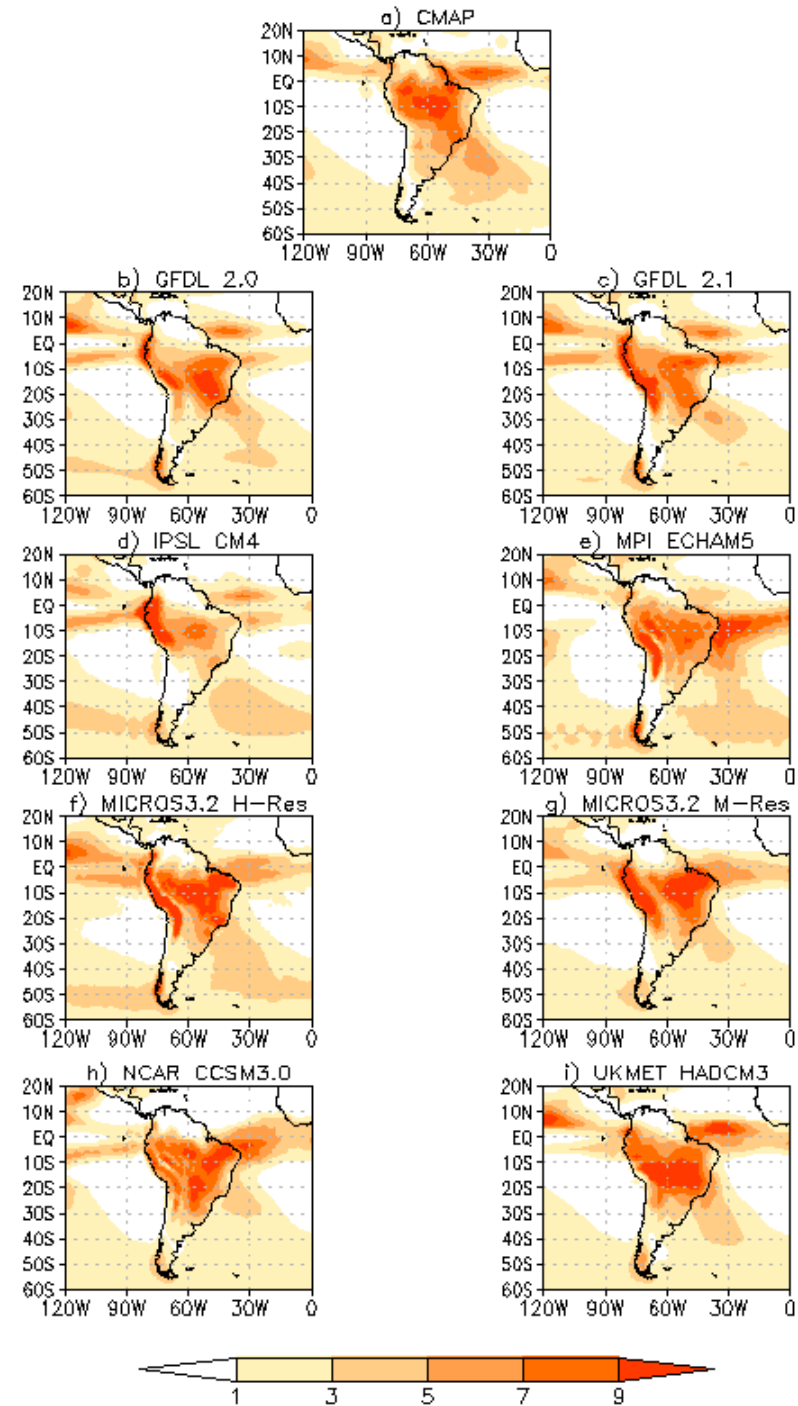 a) CMAP
20N
10N
EQ
10S
20S
30S
40S
50S
60S
120W 90W 60W 30W 0
b) GFDL 2.0
20N
10N
EQ
10S
20S
30S
40S
50S
60S
120W 90W 60W 30W 0
c) GFDL 2.1
20N
10N
EQ
10S
20S
30S
40S
50S
60S
120W 90W 60W 30W 0
d) IPSL CM4
20N
10N
EQ
10S
20S
30S
40S
50S
60S
120W 90W 60W 30W 0
e) MPI ECHAM5
20N
10N
EQ
10S
20S
30S
40S
50S
60S
120W 90W 60W 30W 0
f) MICROS3.2 H-Res
20N
10N
EQ
10S
20S
30S
40S
50S
60S
120W 90W 60W 30W 0
g) MICROS3.2 M-Res
20N
10N
EQ
10S
20S
30S
40S
50S
60S
120W 90W 60W 30W 0
h) NCAR CCSM3.0
20N
10N
EQ
10S
20S
30S
40S
50S
60S
120W 90W 60W 30W 0
i) UKMET HADCM3
20N
10N
EQ
10S
20S
30S
40S
50S
60S
120W 90W 60W 30W 0
1 3 5 7 9